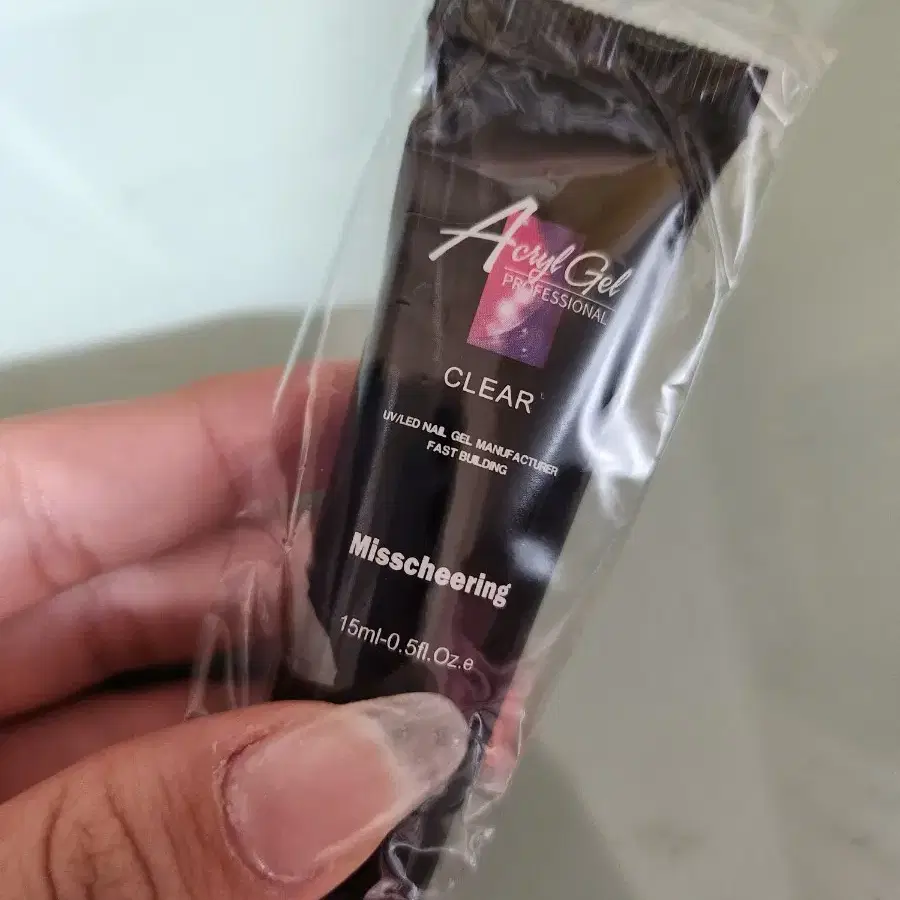 Acryl Gel
PROFESSIONAL
CLEAR
UV/LED NAIL GEL MANUFACTURER
FAST BUILDING
Misscheering
15ml-0.5fl.Oz.e